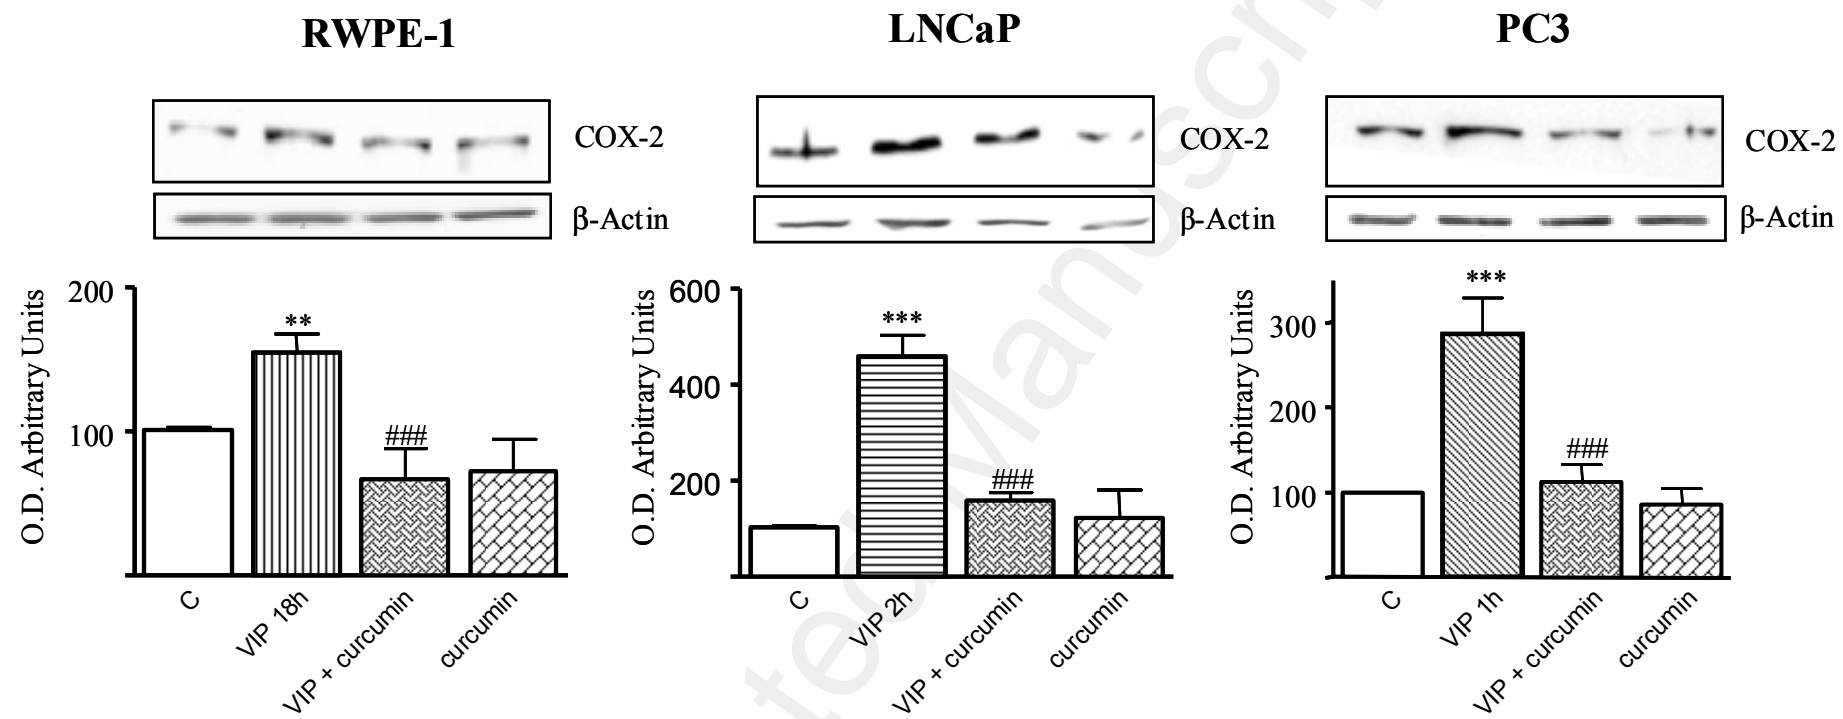 RWPE-1
LNCaP
PC3
COX-2
β-Actin
COX-2
β-Actin
COX-2
β-Actin
O.D. Arbitrary Units
200
100
**
###
C
VIP 18h
VIP + curcumin
curcumin
O.D. Arbitrary Units
600
400
200
***
###
C
VIP 2h
VIP + curcumin
curcumin
O.D. Arbitrary Units
300
200
100
***
###
C
VIP 1h
VIP + curcumin
curcumin
ted Manuscrip